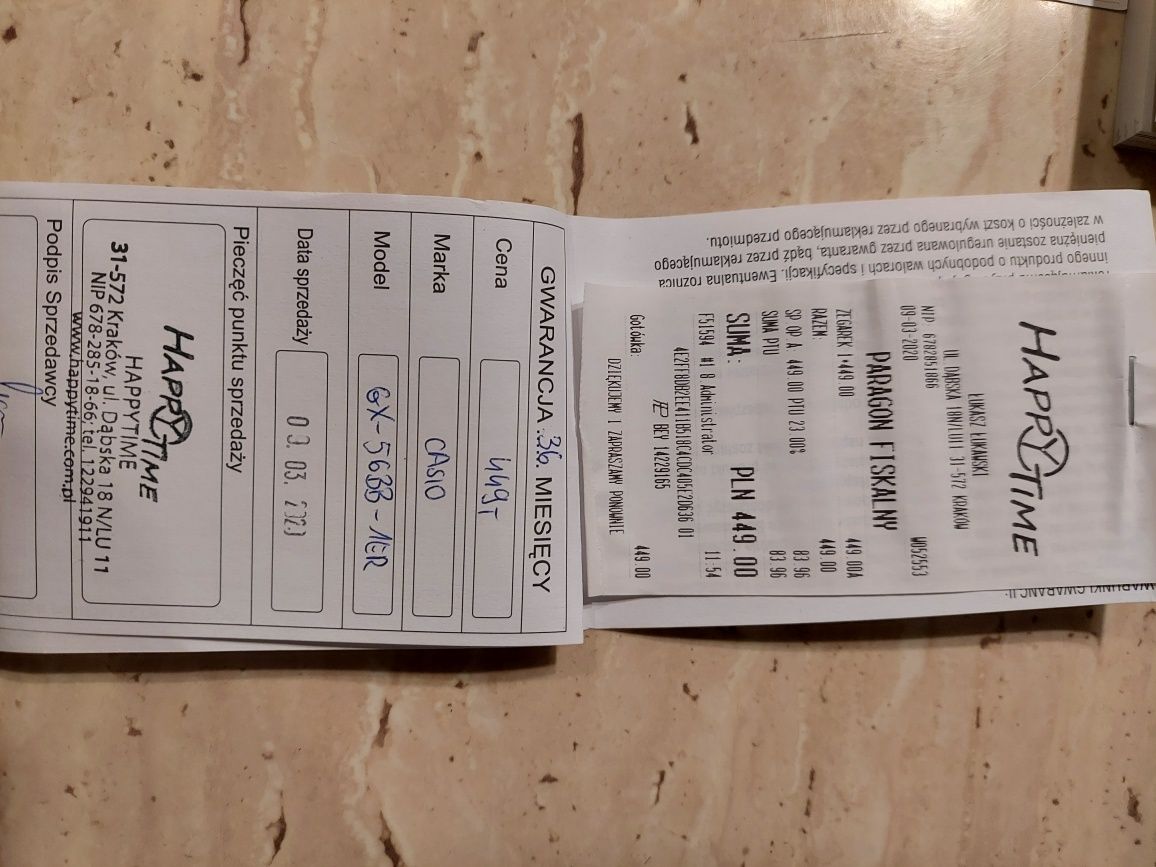 HAPPYTIME
ŁUKASZ ŁUKAWSKI
UL. DĄBSKA 18N/LU11 31-572 KRAKÓW
NIP: 6782851866
09-03-2020 W052553
PARAGON FISKALNY
ZEGAREK 1*449.00 449.00A
RAZEM: 449.00
SP.OP.A: 449.00 PTU 23.00% 83.96
SUMA PTU 83.96
SUMA: PLN 449.00
F51594 #1 8 Administrator 11:54
BEY 14229165
Gotówka: 449.00
DZIĘKUJEMY I ZAPRASZAMY PONOWNIE
innego produktu o podobnych walorach i specyfikacji. Ewentualna różnica
pieniężna zostanie uregulowana przez gwaranta, bądź przez reklamującego
w zależności o koszt wybranego przez reklamującego przedmiotu.
WARUNKI GWARANCJI:
GWARANCJA 36. MIESIĘCY
Cena 449,-
Marka CASIO
Model GX-56BB-1ER
Data sprzedaży 09. 03. 2020
Pieczęć punktu sprzedaży
HAPPYTIME
HAPPYTIME
31-572 Kraków, ul. Dąbska 18 N/LU 11
NIP 678-285-18-66, tel. 122941911
www.happytime.com.pl
Podpis Sprzedawcy